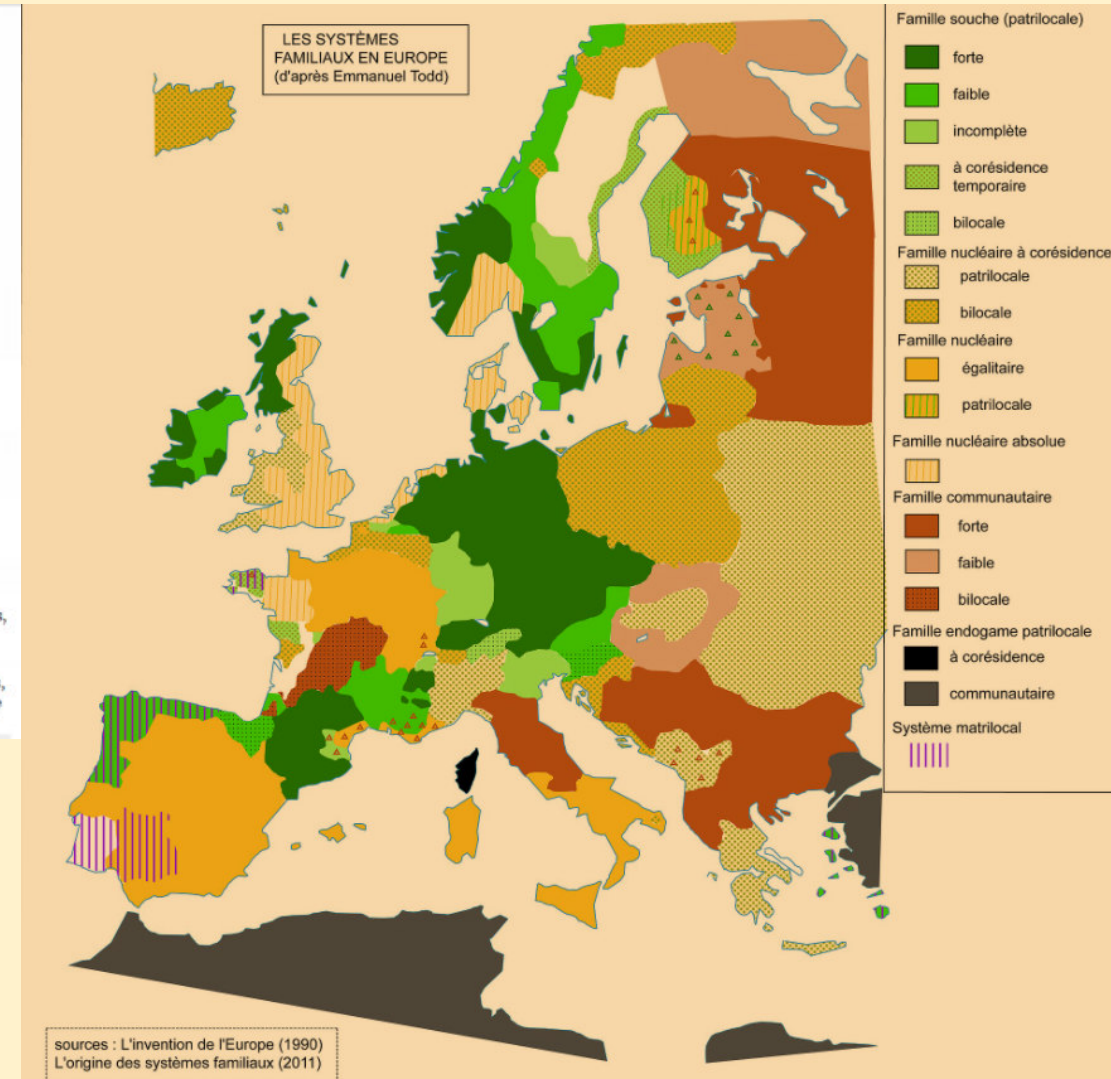 LES SYSTÈMES
FAMILIAUX EN EUROPE
(d'après Emmanuel Todd)
Famille souche (patrilocale)
forte
faible
incomplète
à corésidence
temporaire
bilocale
Famille nucléaire à corésidence
patrilocale
bilocale
Famille nucléaire
égalitaire
patrilocale
Famille nucléaire absolue
Famille communautaire
forte
faible
bilocale
Famille endogame patrilocale
à corésidence
communautaire
Système matrilocal
sources : L'invention de l'Europe (1990)
L'origine des systèmes familiaux (2011)